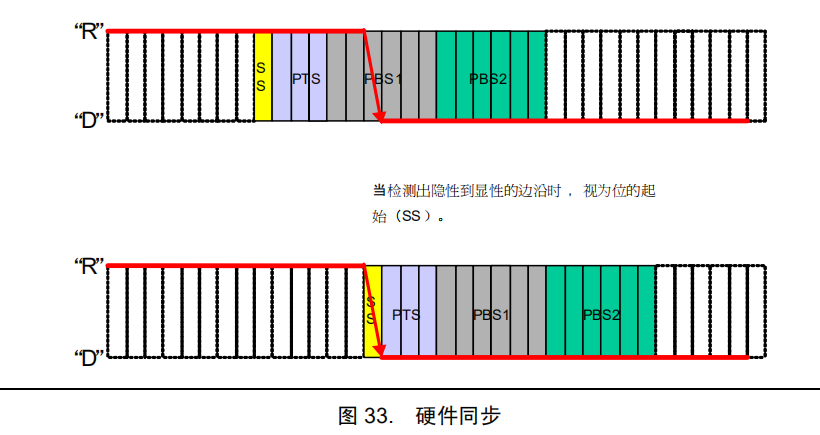 “R”
S
S
PTS
PBS1
PBS2
“D”
当检测出隐性到显性的边沿时，视为位的起
始（SS）。
“R”
S
S
PTS
PBS1
PBS2
“D”
图 33. 硬件同步